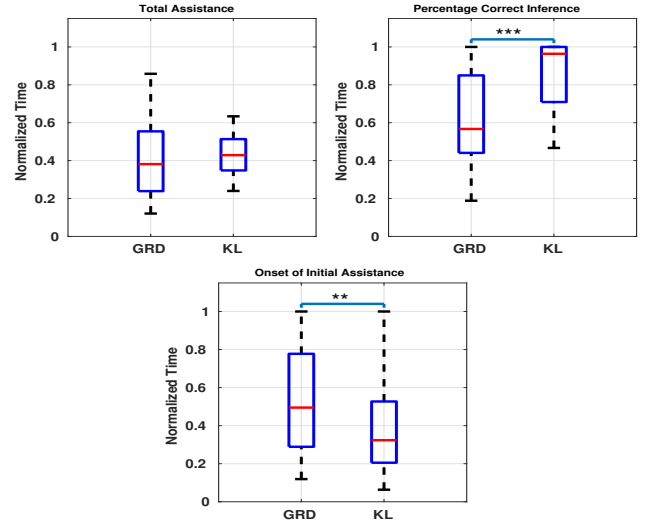 Total Assistance
Normalized Time
1
0.8
0.6
0.4
0.2
0
GRD KL
Percentage Correct Inference
Normalized Time
1
0.8
0.6
0.4
0.2
0
***
GRD KL
Onset of Initial Assistance
Normalized Time
1
0.8
0.6
0.4
0.2
0
**
GRD KL